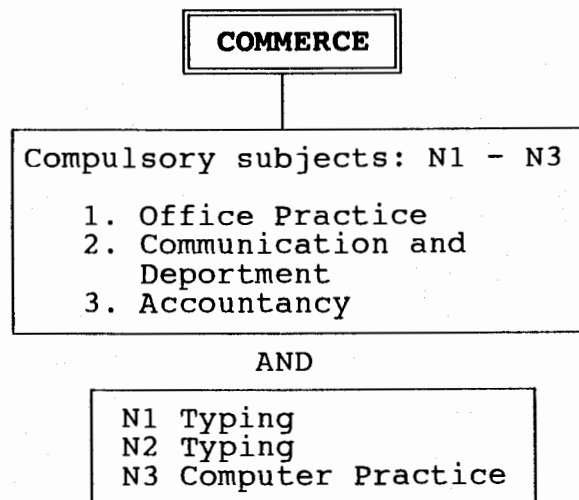 COMMERCE
Compulsory subjects: N1 - N3
1. Office Practice
2. Communication and
Deportment
3. Accountancy
AND
N1 Typing
N2 Typing
N3 Computer Practice